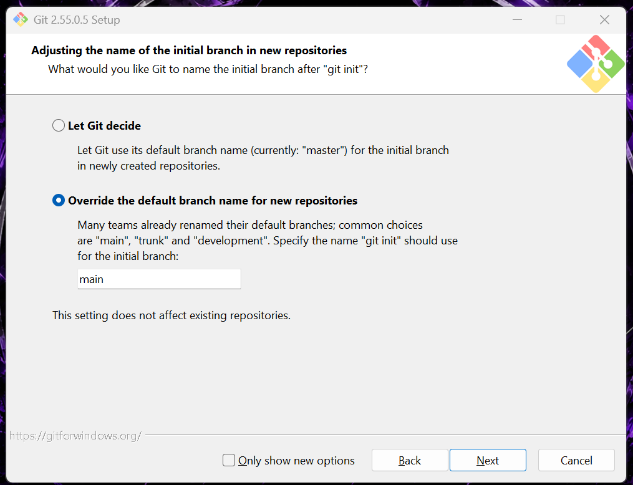 Git 2.55.0.5 Setup
Adjusting the name of the initial branch in new repositories
What would you like Git to name the initial branch after "git init"?
Let Git decide
Let Git use its default branch name (currently: "master") for the initial branch
in newly created repositories.
Override the default branch name for new repositories
Many teams already renamed their default branches; common choices
are "main", "trunk" and "development". Specify the name "git init" should use
for the initial branch:
main
This setting does not affect existing repositories.
https://gitforwindows.org/
Only show new options
Back
Next
Cancel